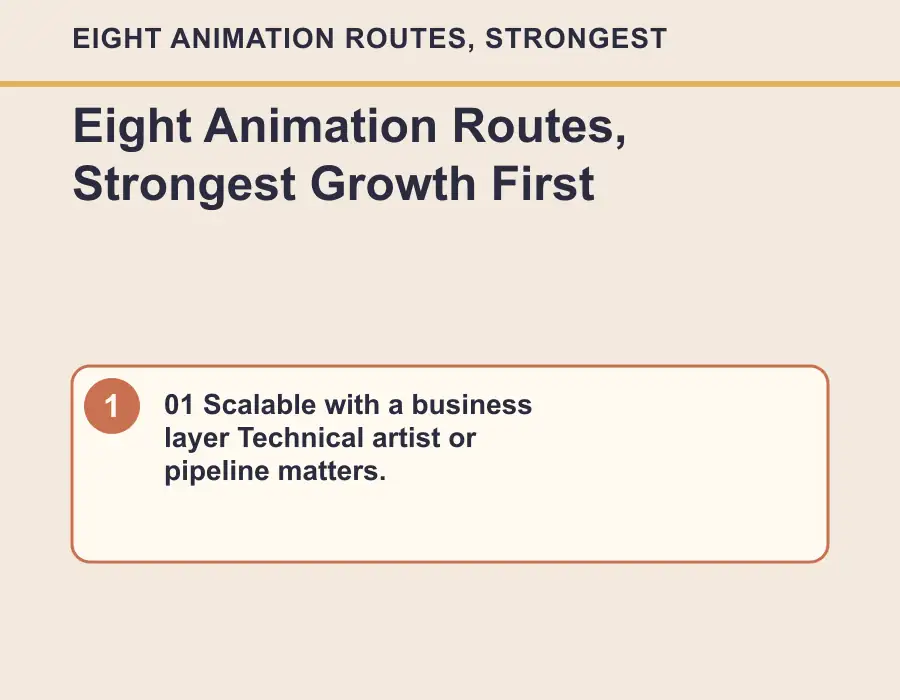 EIGHT ANIMATION ROUTES, STRONGEST
Eight Animation Routes,
Strongest Growth First
1
01 Scalable with a business
layer Technical artist or
pipeline matters.